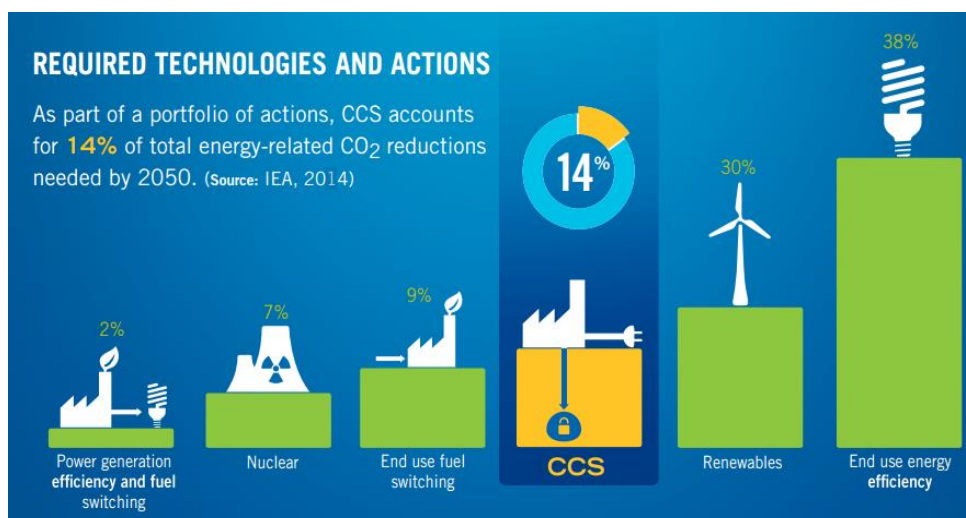 REQUIRED TECHNOLOGIES AND ACTIONS
As part of a portfolio of actions, CCS accounts
for 14% of total energy-related CO2 reductions
needed by 2050. (Source: IEA, 2014)
14%
38%
30%
9%
7%
2%
Power generation
efficiency and fuel
switching
Nuclear
End use fuel
switching
CCS
Renewables
End use energy
efficiency